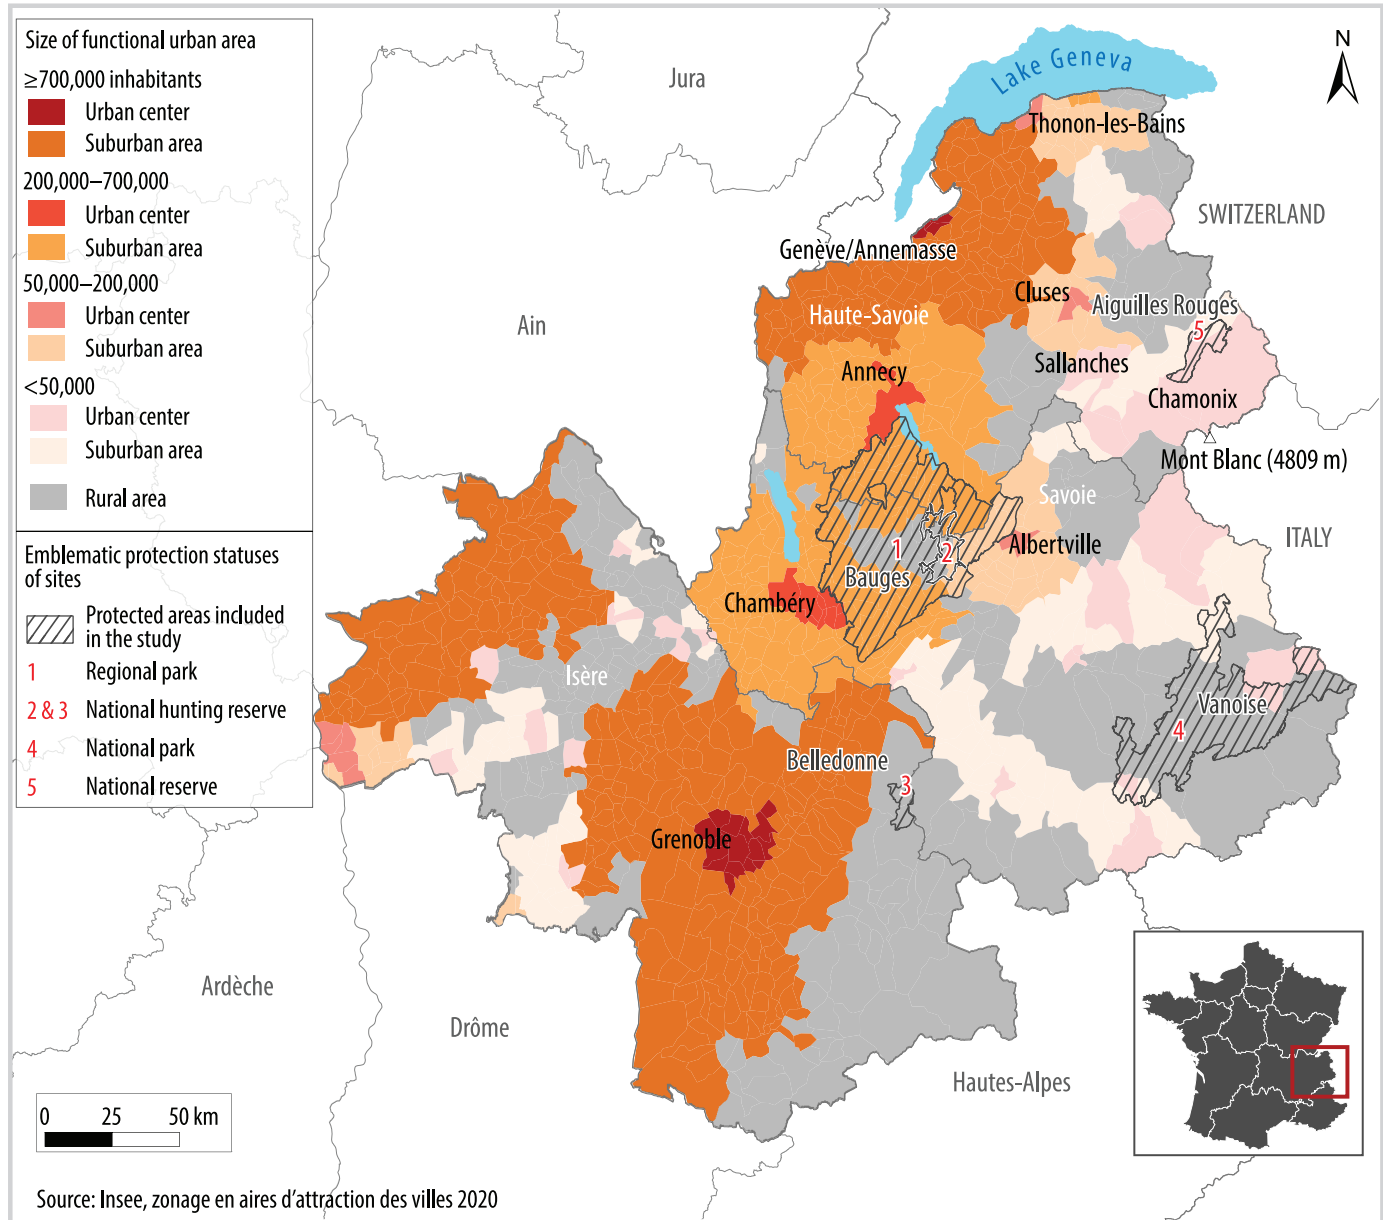 Size of functional urban area
≥700,000 inhabitants
Urban center
Suburban area
200,000–700,000
Urban center
Suburban area
50,000–200,000
Urban center
Suburban area
<50,000
Urban center
Suburban area
Rural area
Emblematic protection statuses
of sites
Protected areas included
in the study
1 Regional park
2 & 3 National hunting reserve
4 National park
5 National reserve
N
Lake Geneva
Jura
Thonon-les-Bains
SWITZERLAND
Genève/Annemasse
Cluses
Aiguilles Rouges
Haute-Savoie
Ain
5
Sallanches
Annecy
Chamonix
Mont Blanc (4809 m)
Savoie
ITALY
Albertville
1
2
Bauges
Chambéry
Isère
Vanoise
4
Belledonne
3
Grenoble
Ardèche
Drôme
Hautes-Alpes
0 25 50 km
Source: Insee, zonage en aires d’attraction des villes 2020